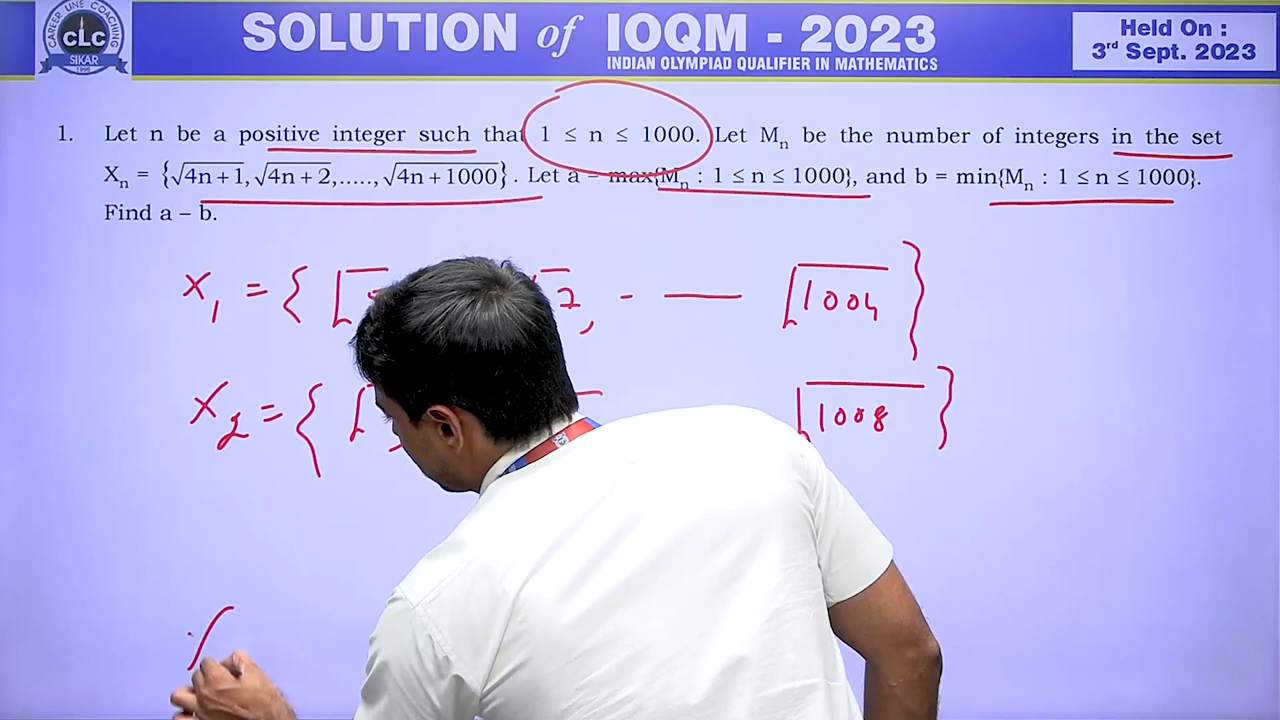 CAREER LINE COACHING
CLC
SIKAR
1996
SOLUTION of IOQM - 2023
INDIAN OLYMPIAD QUALIFIER IN MATHEMATICS
Held On :
3rd Sept. 2023
1. Let n be a positive integer such that 1 ≤ n ≤ 1000. Let Mn be the number of integers in the set
Xn = {√4n+1, √4n+2, ....., √4n+1000}. Let a = max{Mn : 1 ≤ n ≤ 1000}, and b = min{Mn : 1 ≤ n ≤ 1000}.
Find a – b.
X1 = { √ √7, - — √1004 }
X2 = { √ √1008 }